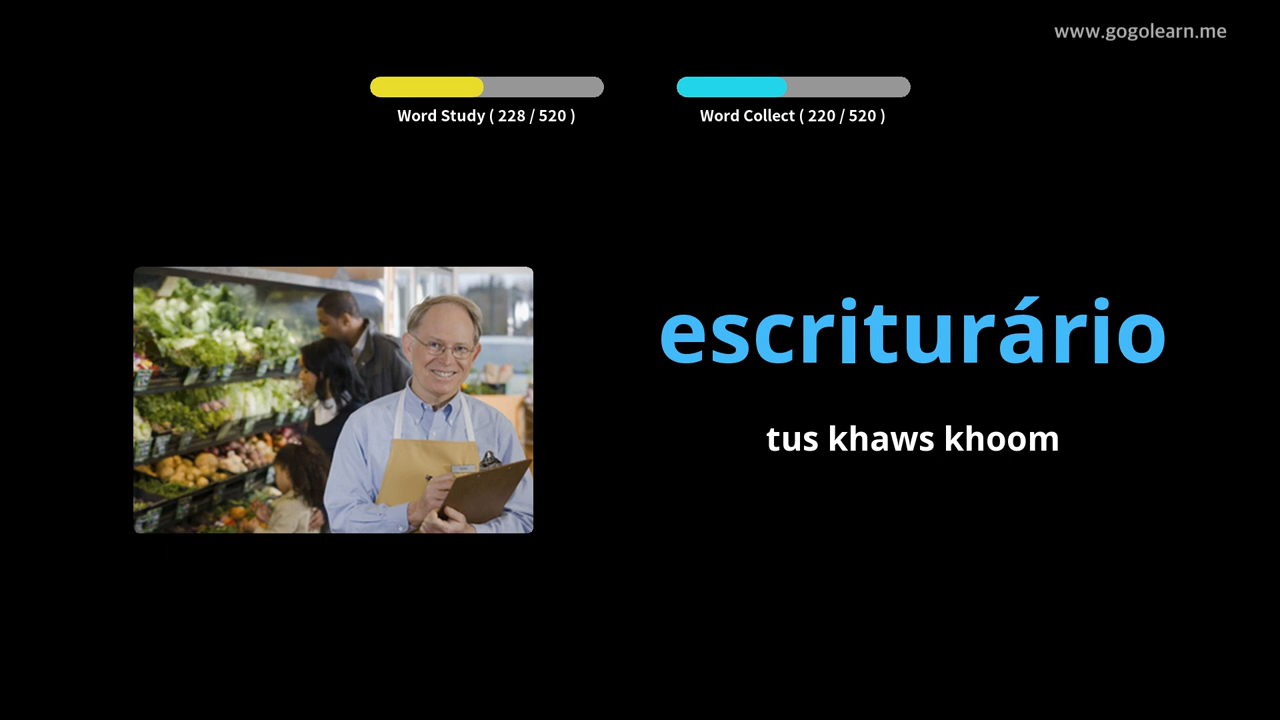 www.gogolearn.me
Word Study ( 228 / 520 )
Word Collect ( 220 / 520 )
escriturário
tus khaws khoom